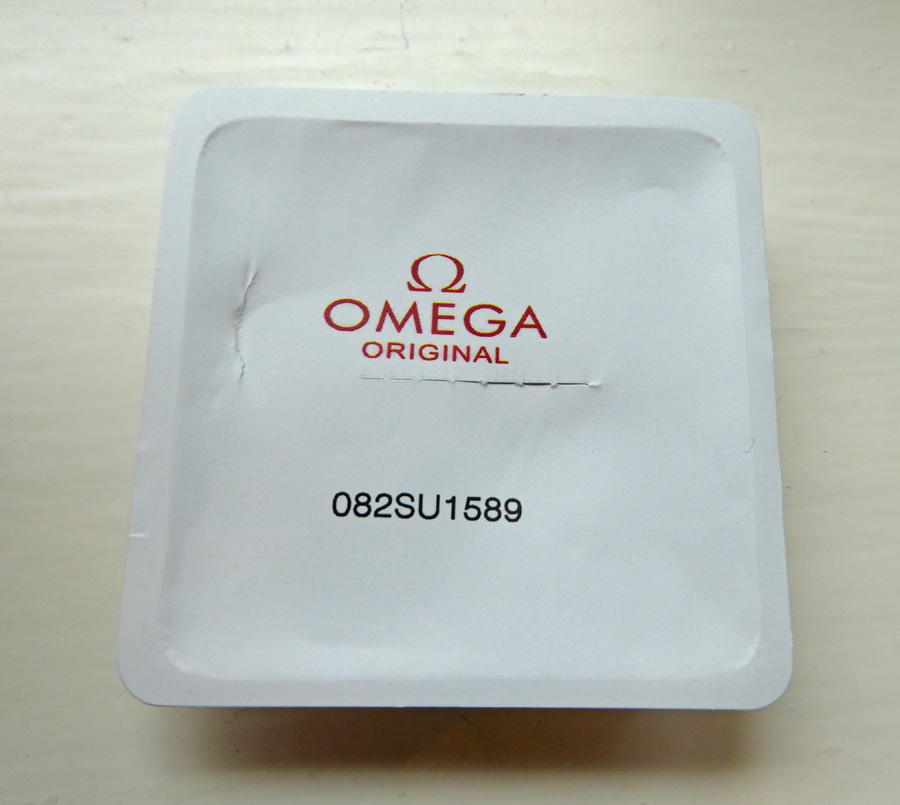 Ω
OMEGA
ORIGINAL
082SU1589